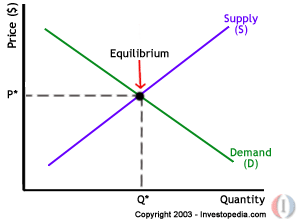 Price ($)
Supply
(S)
Equilibrium
P*
Demand
(D)
Q*
Quantity
Copyright 2003 - Investopedia.com